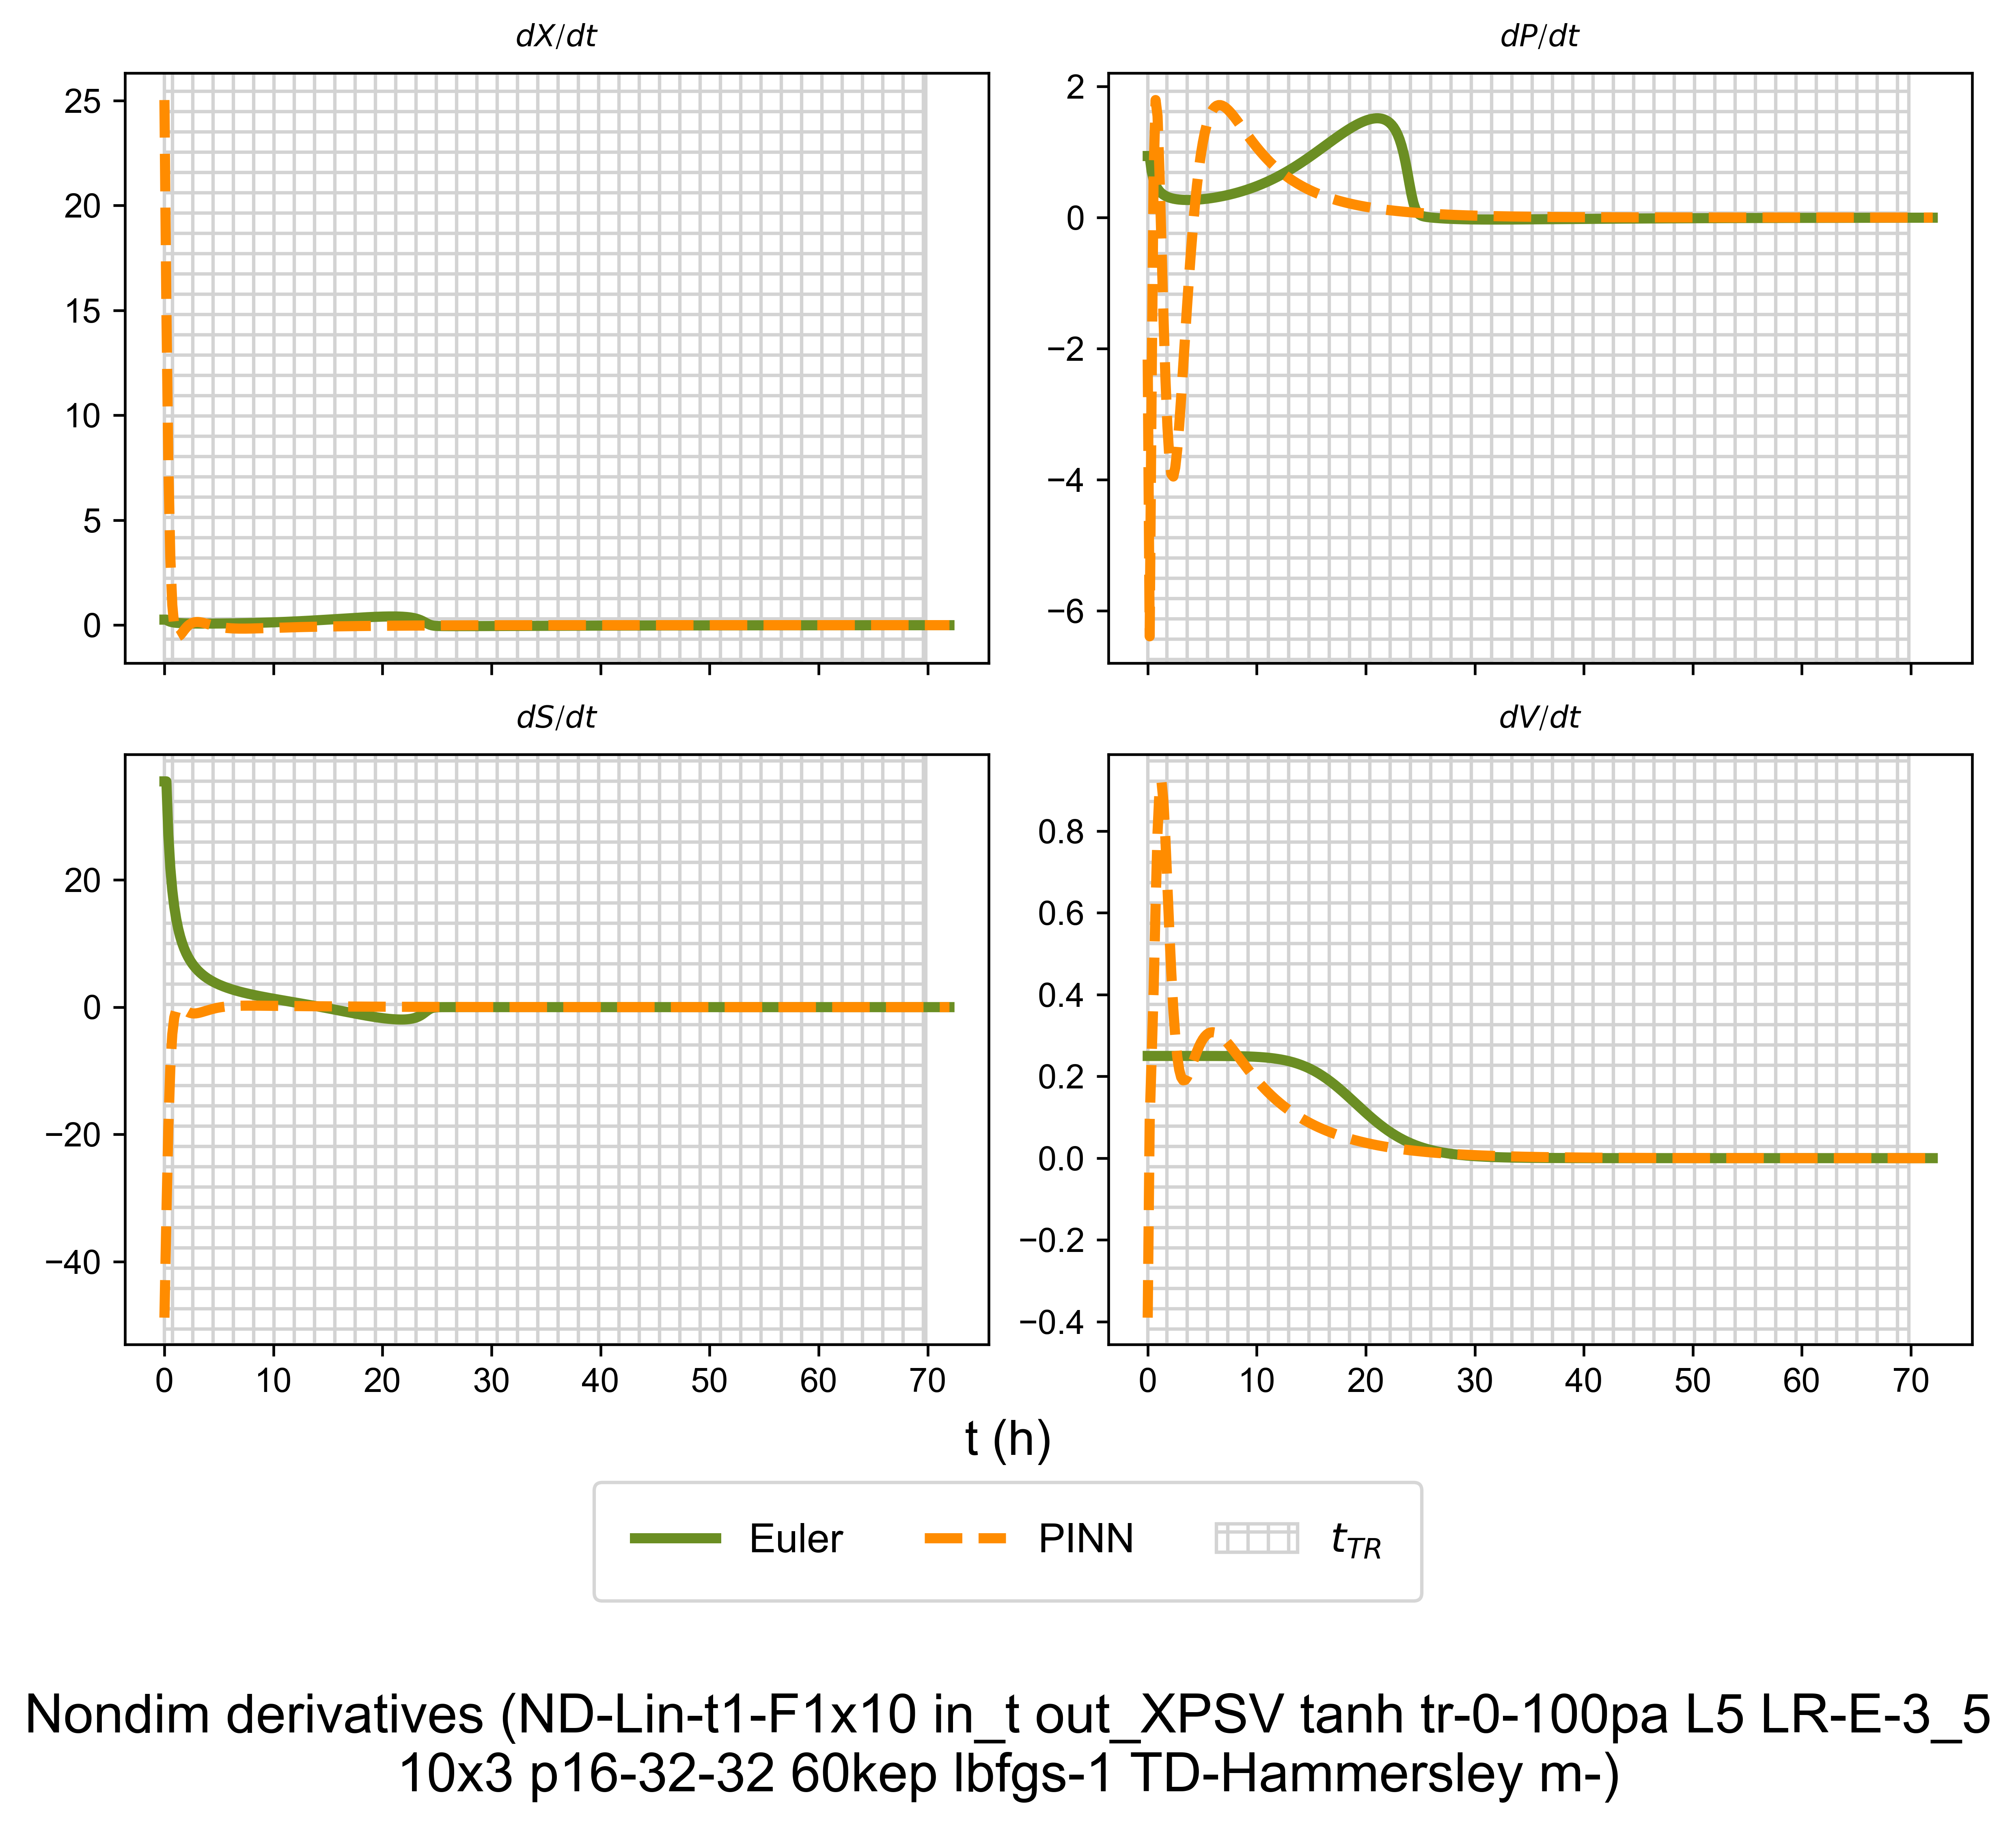 dX/dt
dP/dt
25
20
15
10
5
0
2
0
−2
−4
−6
dS/dt
dV/dt
20
0
−20
−40
0.8
0.6
0.4
0.2
0.0
−0.2
−0.4
0 10 20 30 40 50 60 70
0 10 20 30 40 50 60 70
t (h)
Euler PINN t_TR
Nondim derivatives (ND-Lin-t1-F1x10 in_t out_XPSV tanh tr-0-100pa L5 LR-E-3_5
10x3 p16-32-32 60kep lbfgs-1 TD-Hammersley m-)